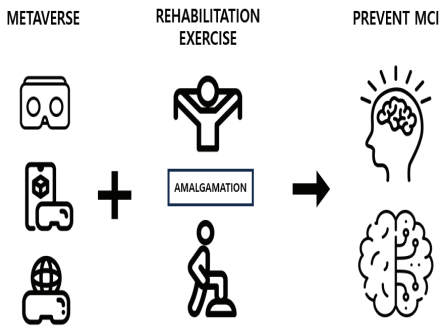 METAVERSE
REHABILITATION
EXERCISE
PREVENT MCI
AMALGAMATION